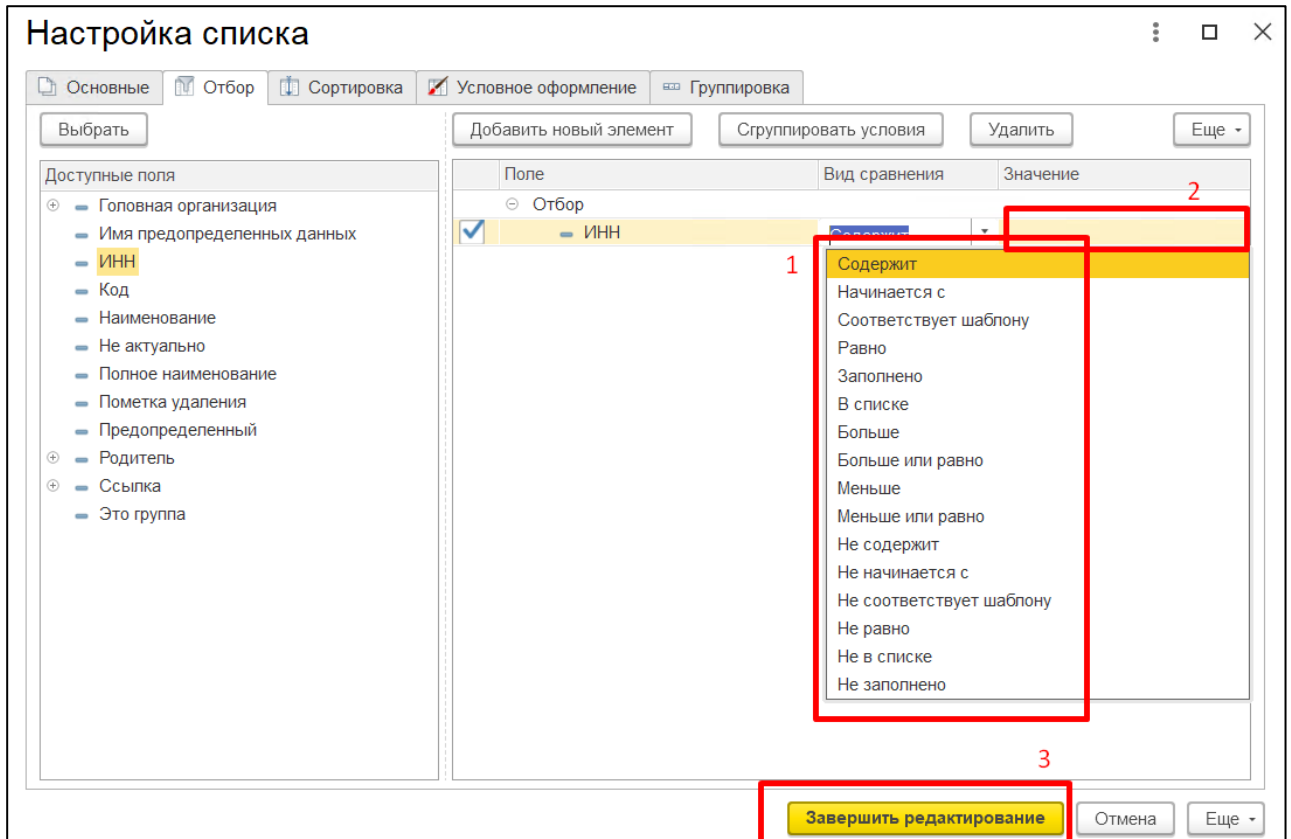 Настройка списка
Основные Отбор Сортировка Условное оформление Группировка
Выбрать Добавить новый элемент Сгруппировать условия Удалить Еще
Доступные поля Поле Вид сравнения Значение
2
Головная организация Отбор
Имя предопределенных данных ИНН Содержит
ИНН 1 Содержит
Код Начинается с
Наименование Соответствует шаблону
Не актуально Равно
Полное наименование Заполнено
Пометка удаления В списке
Предопределенный Больше
Родитель Больше или равно
Ссылка Меньше
Это группа Меньше или равно
Не содержит
Не начинается с
Не соответствует шаблону
Не равно
Не в списке
Не заполнено
3
Завершить редактирование Отмена Еще